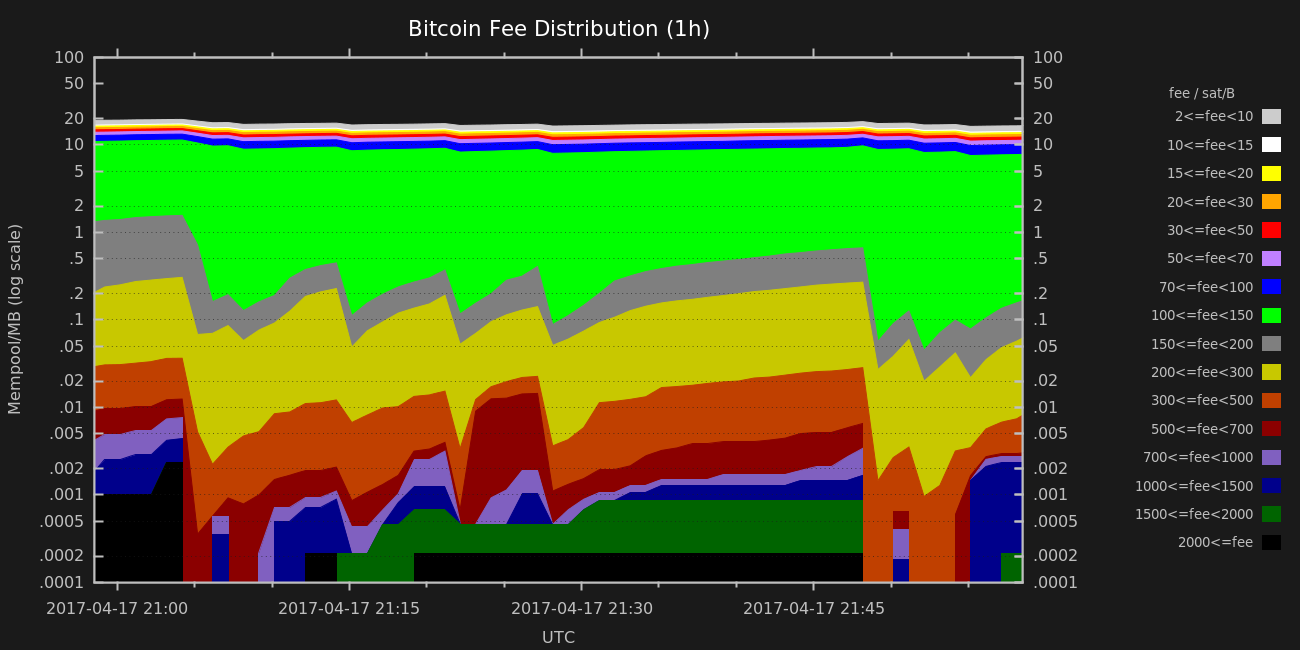 Bitcoin Fee Distribution (1h)
100
50
20
10
5
2
1
.5
.2
.1
.05
.02
.01
.005
.002
.001
.0005
.0002
.0001
Mempool/MB (log scale)
100
50
20
10
5
2
1
.5
.2
.1
.05
.02
.01
.005
.002
.001
.0005
.0002
.0001
2017-04-17 21:00
2017-04-17 21:15
2017-04-17 21:30
2017-04-17 21:45
UTC
fee / sat/B
2<=fee<10
10<=fee<15
15<=fee<20
20<=fee<30
30<=fee<50
50<=fee<70
70<=fee<100
100<=fee<150
150<=fee<200
200<=fee<300
300<=fee<500
500<=fee<700
700<=fee<1000
1000<=fee<1500
1500<=fee<2000
2000<=fee